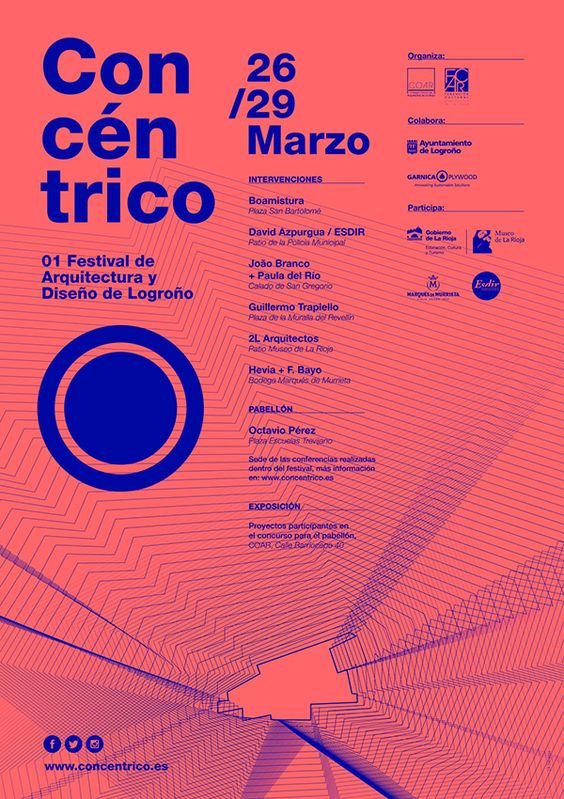 Con
cén
trico
01 Festival de
Arquitectura y
Diseño de Logroño
26
/29
Marzo
INTERVENCIONES
Boamistura
Plaza San Bartolomé
David Azpurgua / ESDIR
Patio de la Policía Municipal
João Branco
+ Paula del Río
Calado de San Gregorio
Guillermo Trapiello
Plaza de la Muralla del Revellín
2L Arquitectos
Patio Museo de La Rioja
Hevia + F. Bayo
Bodega Marqués de Murrieta
PABELLÓN
Octavio Pérez
Plaza Escuelas Trevijano
Sede de las conferencias realizadas
dentro del festival, más información
en: www.concentrico.es
EXPOSICIÓN
Proyectos participantes en
el concurso para el pabellón,
COAR, Calle Barriocepo 40
Organiza:
COAR
FCAR
Colabora:
Ayuntamiento
de Logroño
GARNICA PLYWOOD
Innovating Sustainable Solutions
Participa:
Gobierno
de La Rioja
Educación, Cultura
y Turismo
Museo
de La Rioja
MARQUÉS DE MURRIETA
Esdir
www.concentrico.es